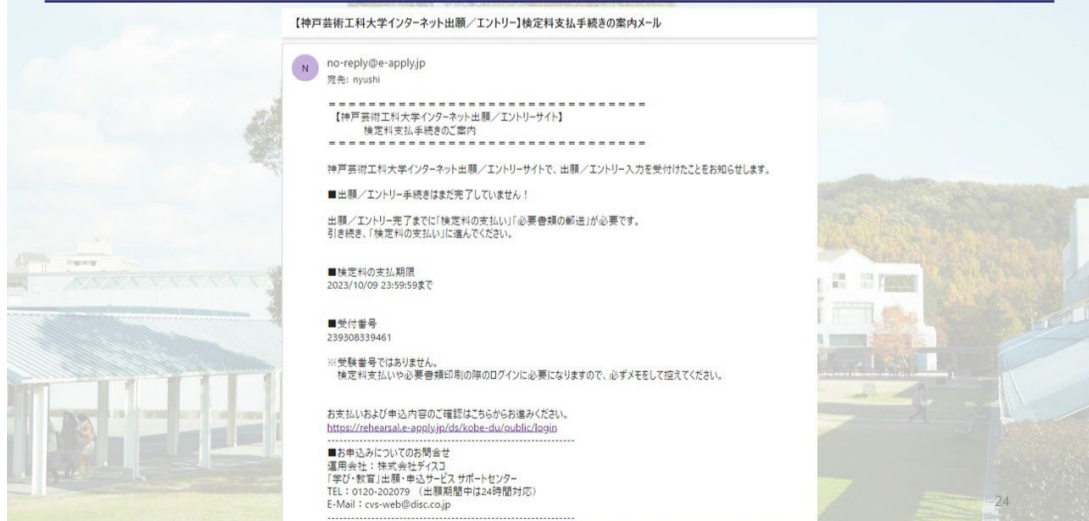 【神戸芸術工科大学インターネット出願／エントリー】検定料支払手続きの案内メール
N
no-reply@e-apply.jp
宛先: nyushi
＝＝＝＝＝＝＝＝＝＝＝＝＝＝＝＝＝＝＝＝＝＝＝＝＝＝＝＝＝＝＝＝
【神戸芸術工科大学インターネット出願／エントリーサイト】
検定料支払手続きのご案内
＝＝＝＝＝＝＝＝＝＝＝＝＝＝＝＝＝＝＝＝＝＝＝＝＝＝＝＝＝＝＝＝
神戸芸術工科大学インターネット出願／エントリーサイトで、出願／エントリー入力を受付けたことをお知らせします。
■出願／エントリー手続きはまだ完了していません！
出願／エントリー完了までに「検定料の支払い」「必要書類の郵送」が必要です。
引き続き、「検定料の支払い」に進んでください。
■検定料の支払期限
2023/10/09 23:59:59まで
■受付番号
239308339461
※受験番号ではありません。
検定料支払いや必要書類印刷の際のログインに必要になりますので、必ずメモをして控えてください。
お支払いおよび申込内容のご確認はこちらからお進みください。
https://rehearsal.e-apply.jp/ds/kobe-du/public/login
------------------------------------------------------------
■お申込みについてのお問合せ
運用会社：株式会社ディスコ
「学び・教育」出願・申込サービス サポートセンター
TEL：0120-202079 （出願期間中は24時間対応）
E-Mail：cvs-web@disc.co.jp
------------------------------------------------------------
24